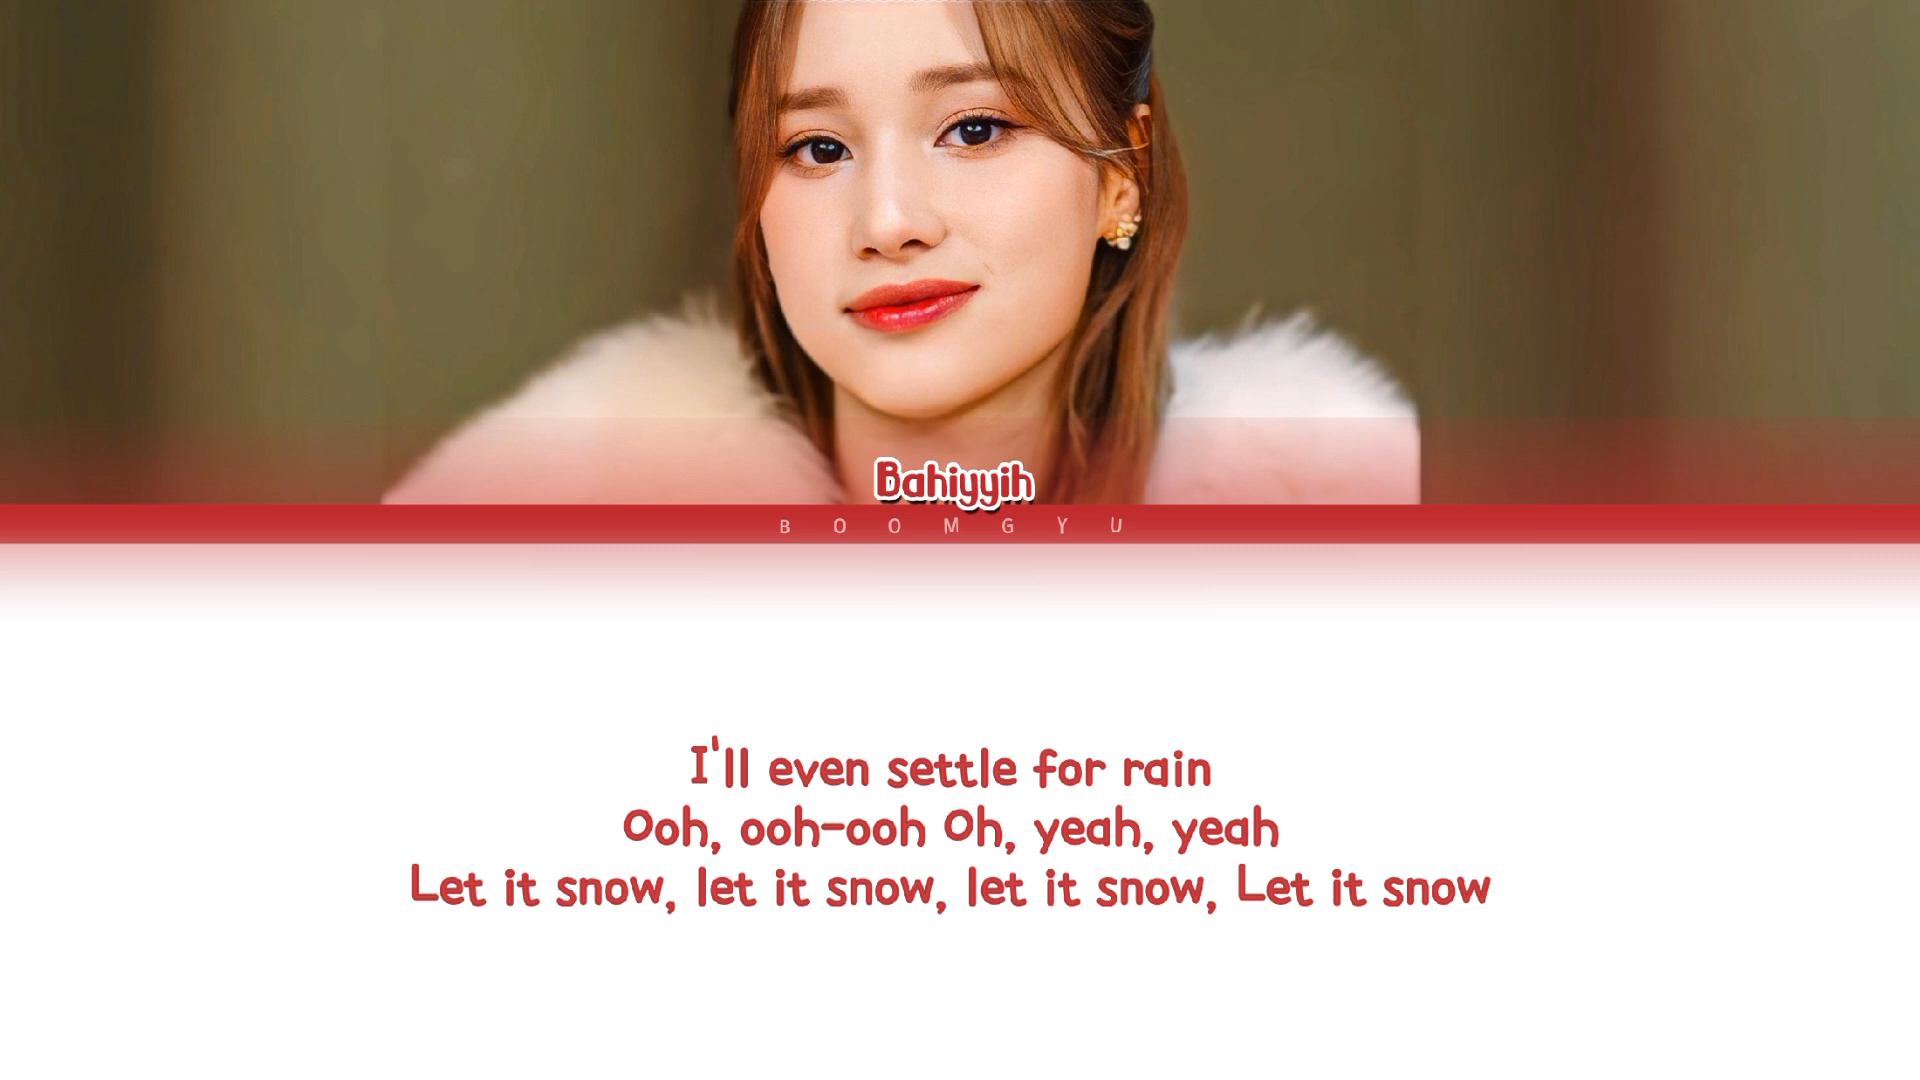 Bahiyyih
BOOMGYU
I'll even settle for rain
Ooh, ooh-ooh Oh, yeah, yeah
Let it snow, let it snow, let it snow, Let it snow